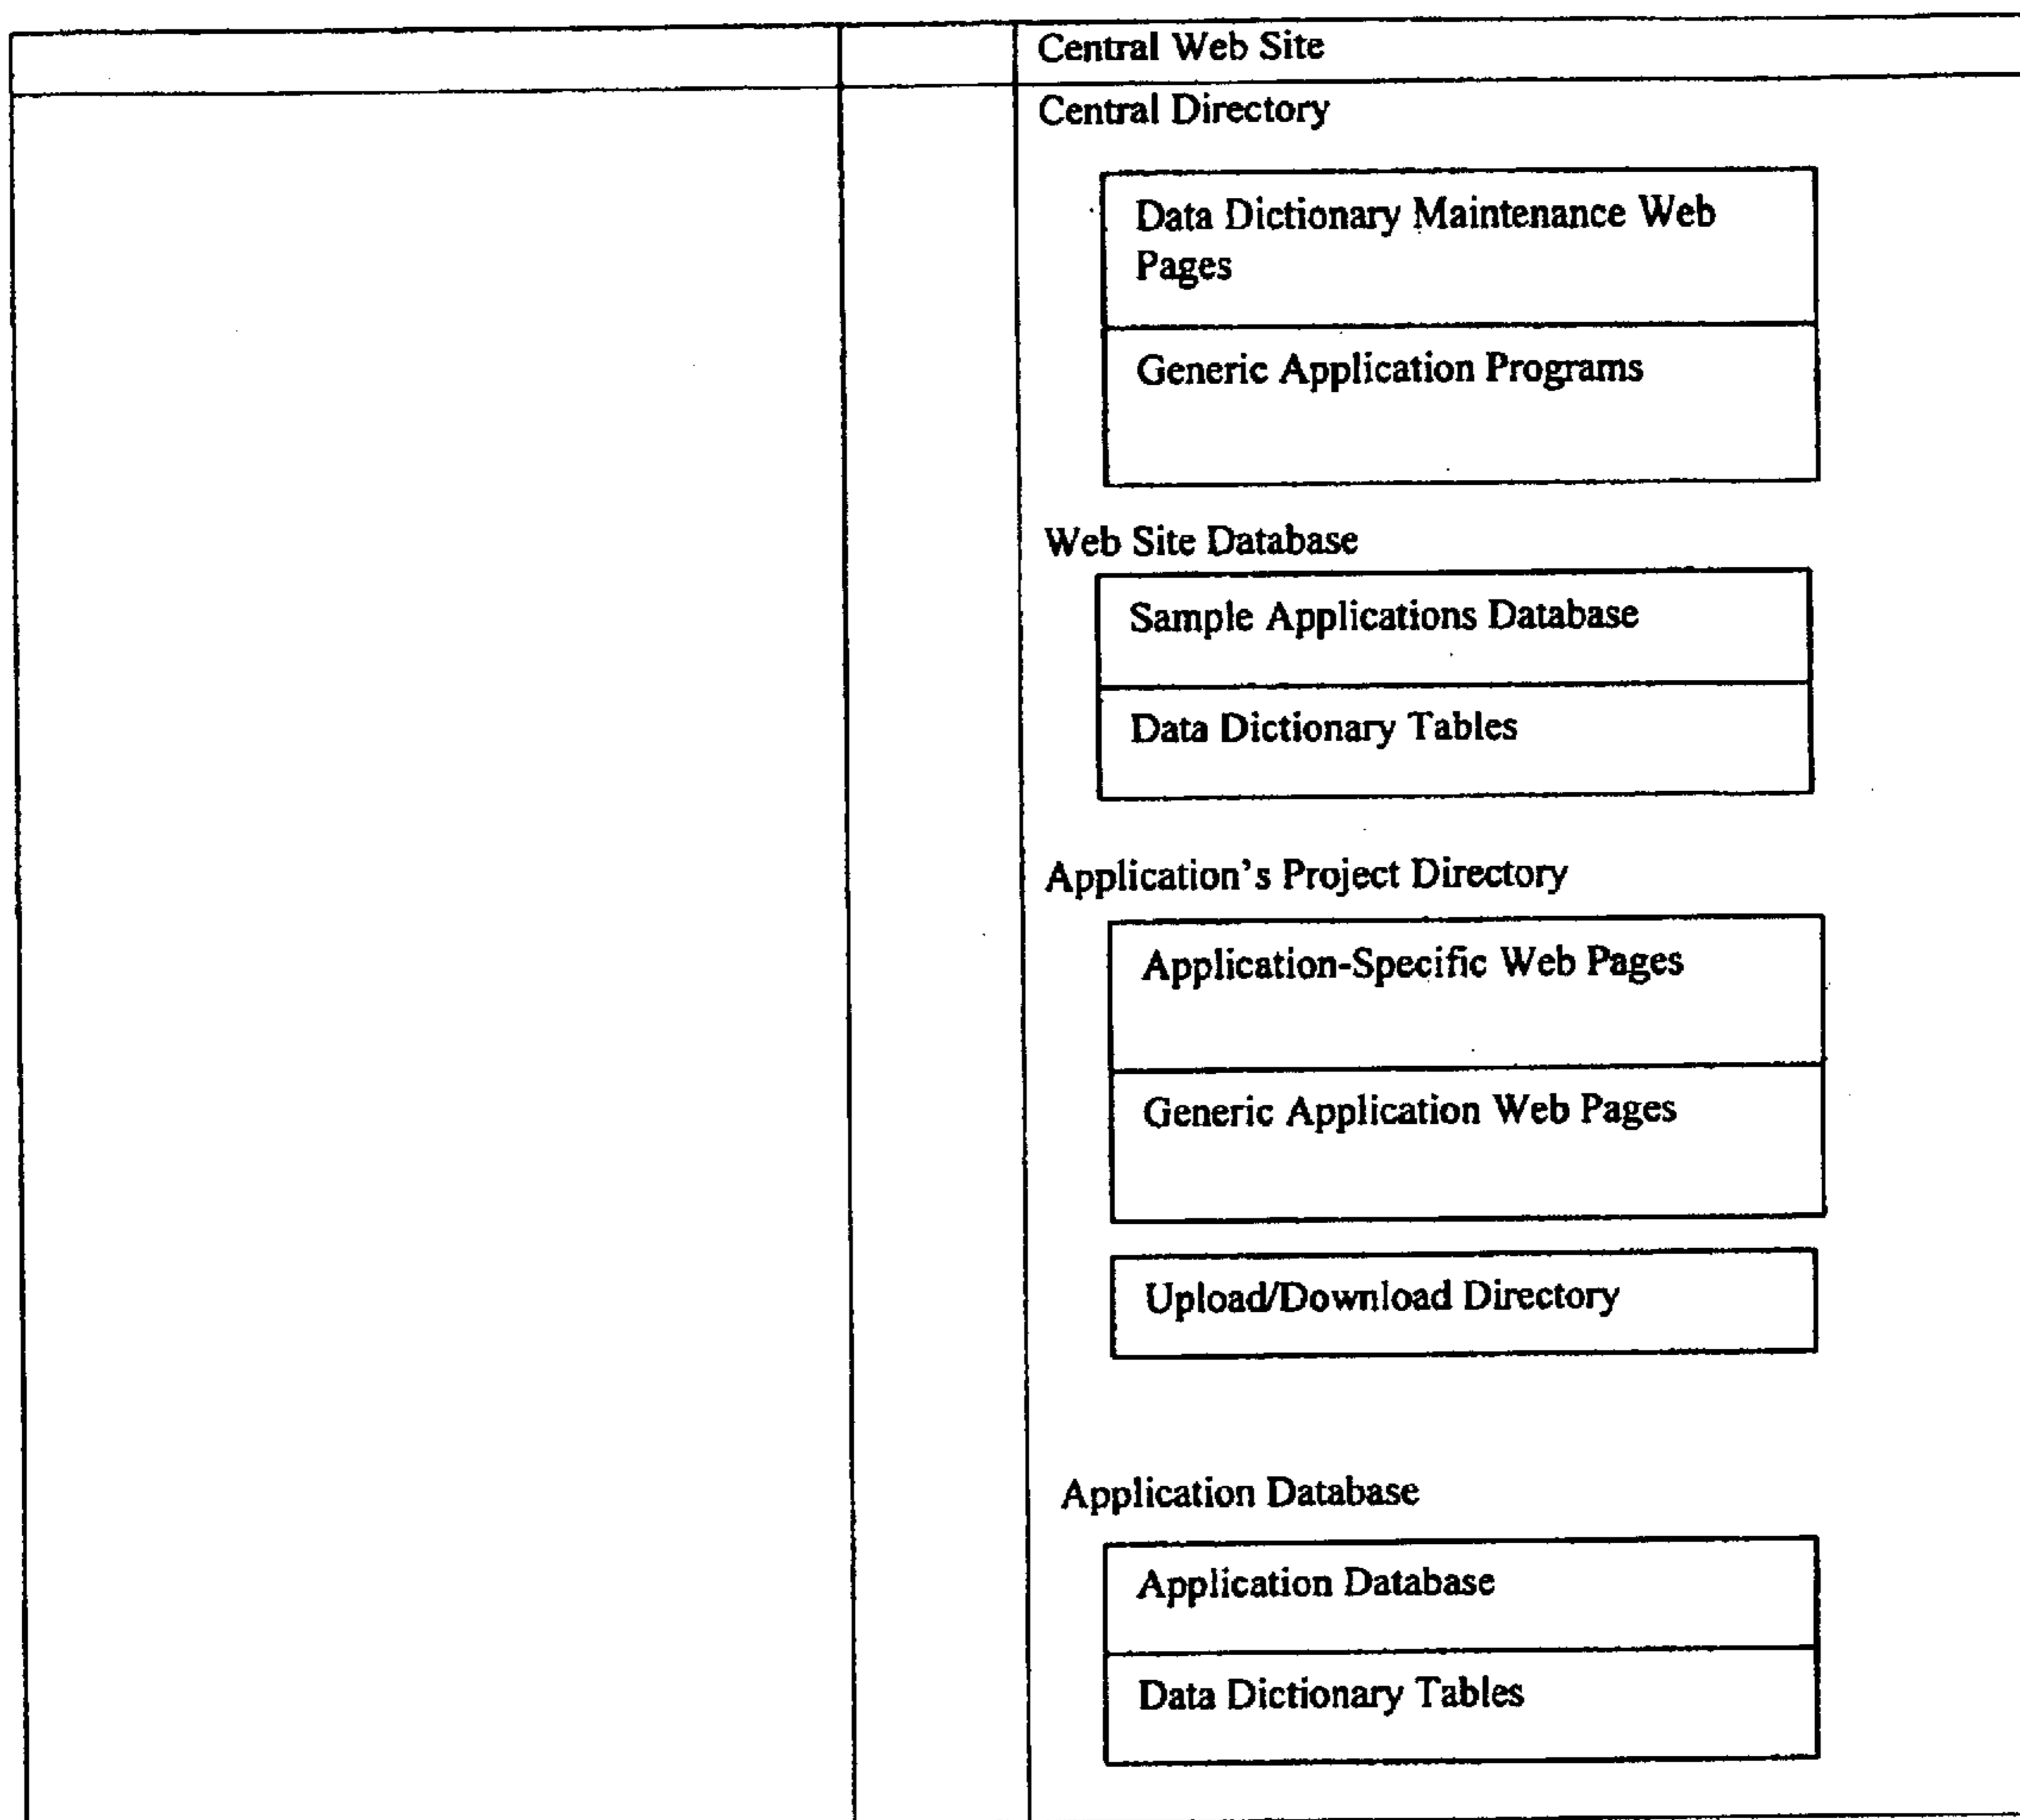 Central Web Site
Central Directory
Data Dictionary Maintenance Web
Pages
Generic Application Programs
Web Site Database
Sample Applications Database
Data Dictionary Tables
Application's Project Directory
Application-Specific Web Pages
Generic Application Web Pages
Upload/Download Directory
Application Database
Application Database
Data Dictionary Tables